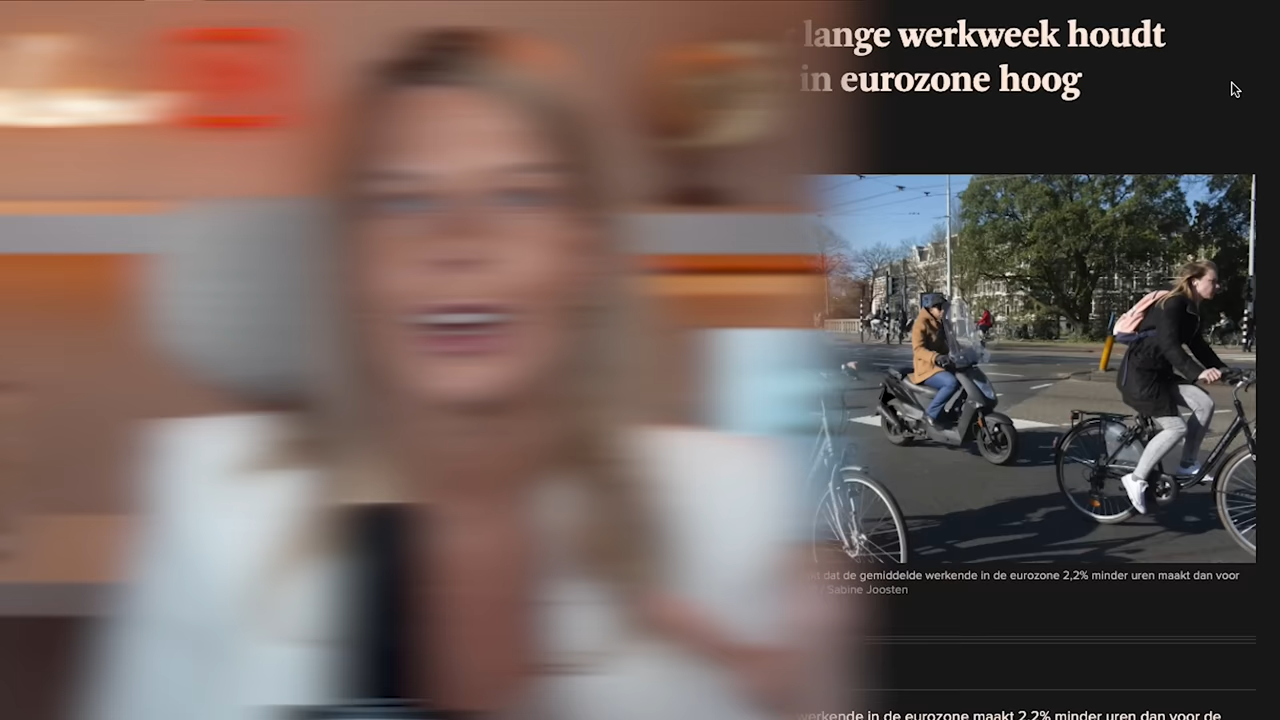 lange werkweek houdt
in eurozone hoog
dat de gemiddelde werkende in de eurozone 2,2% minder uren maakt dan voor
/ Sabine Joosten
werkende in de eurozone maakt 2,2% minder uren dan voor de